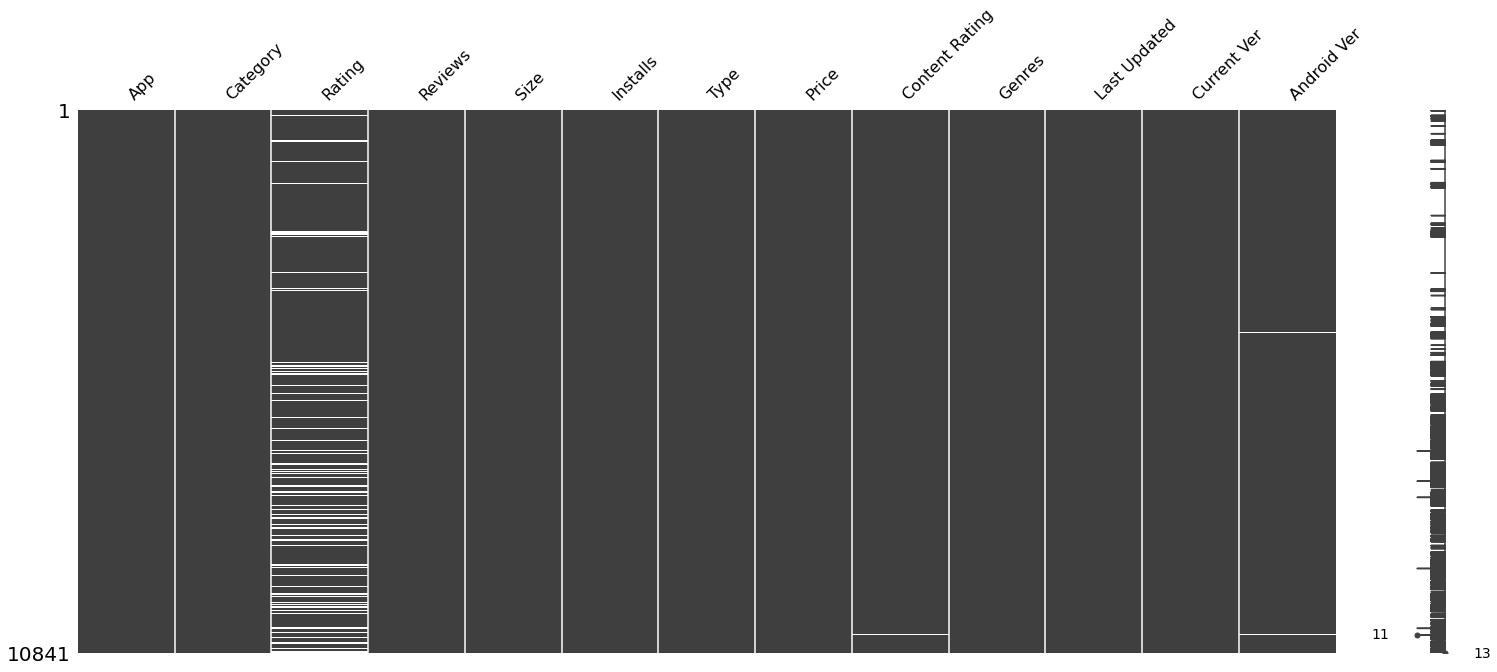 App
Category
Rating
Reviews
Size
Installs
Type
Price
Content Rating
Genres
Last Updated
Current Ver
Android Ver
1
10841
11
13